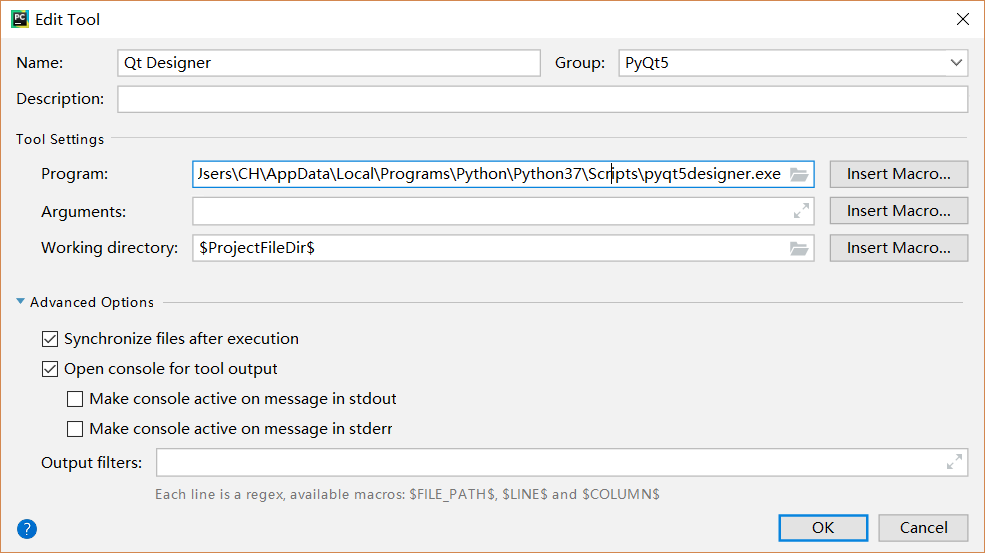 PC Edit Tool
Name: Qt Designer Group: PyQt5
Description:
Tool Settings
Program: Jsers\CH\AppData\Local\Programs\Python\Python37\Scripts\pyqt5designer.exe Insert Macro...
Arguments: Insert Macro...
Working directory: $ProjectFileDir$ Insert Macro...
Advanced Options
Synchronize files after execution
Open console for tool output
Make console active on message in stdout
Make console active on message in stderr
Output filters:
Each line is a regex, available macros: $FILE_PATH$, $LINE$ and $COLUMN$
? OK Cancel